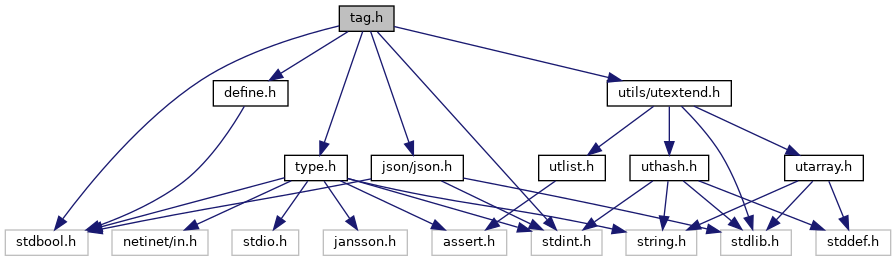 tag.h
define.h
utils/utextend.h
type.h
json/json.h
utlist.h
uthash.h
utarray.h
stdbool.h
netinet/in.h
stdio.h
jansson.h
assert.h
stdint.h
string.h
stdlib.h
stddef.h